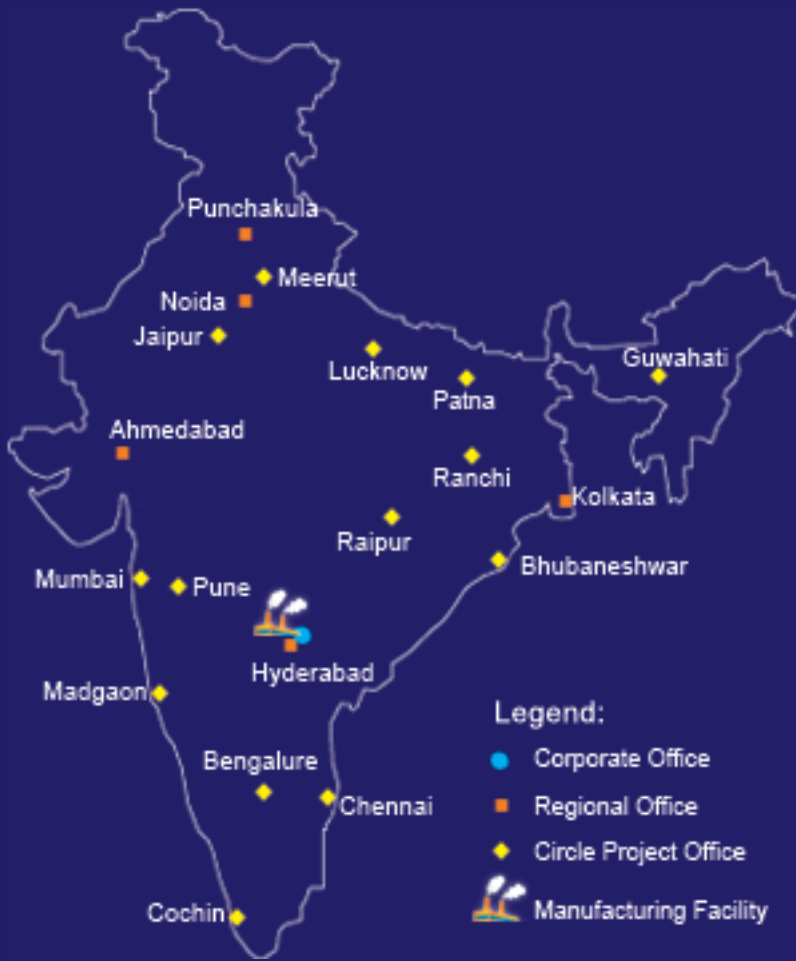 Punchakula
Meerut
Noida
Jaipur
Lucknow
Guwahati
Patna
Ahmedabad
Ranchi
Kolkata
Raipur
Bhubaneshwar
Mumbai
Pune
Hyderabad
Madgaon
Legend:
Bengalure
Corporate Office
Chennai
Regional Office
Circle Project Office
Cochin
Manufacturing Facility